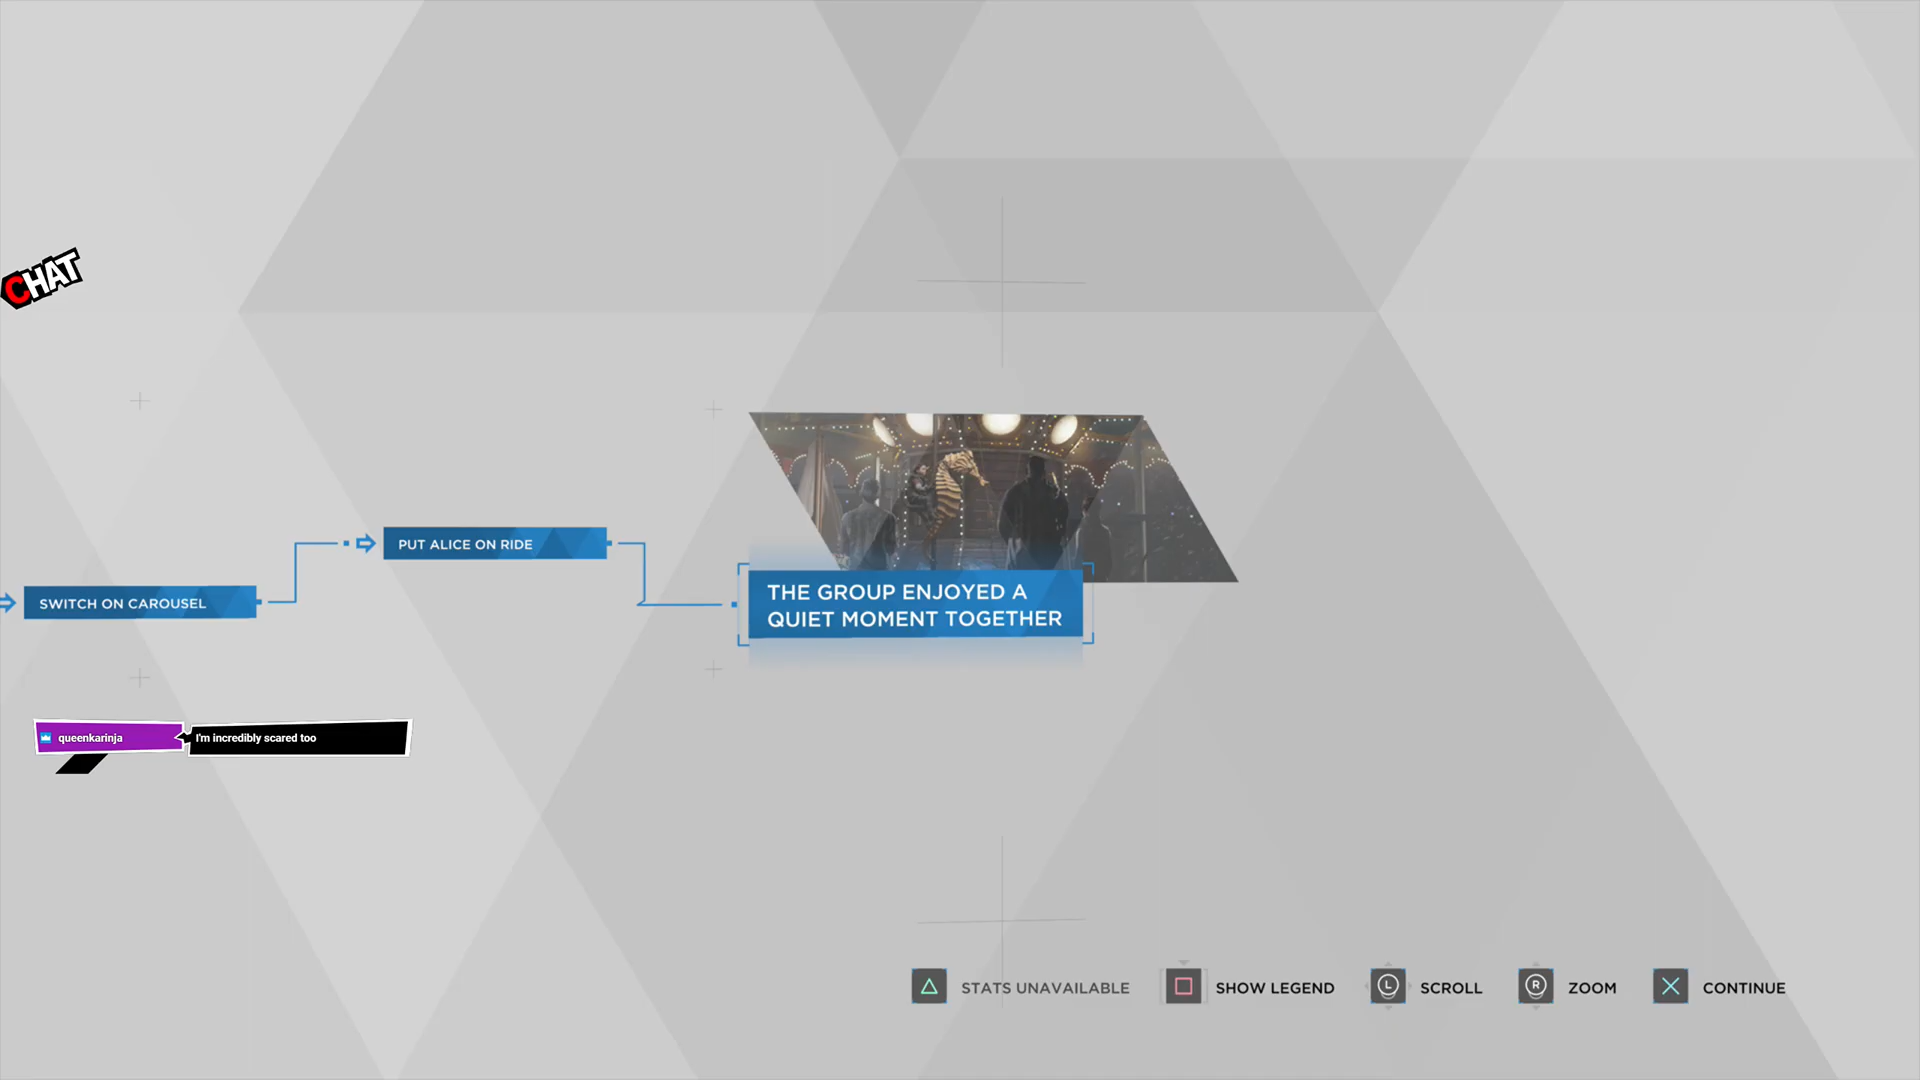 CHAT
PUT ALICE ON RIDE
SWITCH ON CAROUSEL
THE GROUP ENJOYED A
QUIET MOMENT TOGETHER
queenkarinja
I'm incredibly scared too
STATS UNAVAILABLE
SHOW LEGEND
L
SCROLL
R
ZOOM
CONTINUE